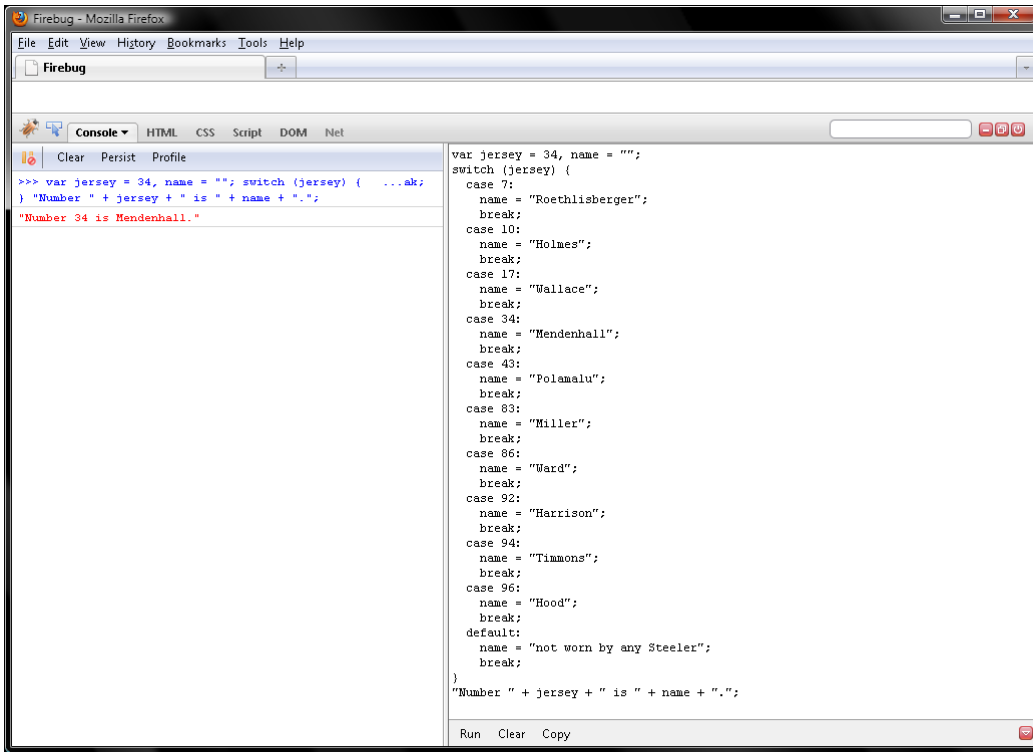 Firebug - Mozilla Firefox
File Edit View History Bookmarks Tools Help
Firebug
Console HTML CSS Script DOM Net
Clear Persist Profile
>>> var jersey = 34, name = ""; switch (jersey) { ...ak;
} "Number " + jersey + " is " + name + ".";
"Number 34 is Mendenhall."
var jersey = 34, name = "";
switch (jersey) {
case 7:
name = "Roethlisberger";
break;
case 10:
name = "Holmes";
break;
case 17:
name = "Wallace";
break;
case 34:
name = "Mendenhall";
break;
case 43:
name = "Polamalu";
break;
case 83:
name = "Miller";
break;
case 86:
name = "Ward";
break;
case 92:
name = "Harrison";
break;
case 94:
name = "Timmons";
break;
case 96:
name = "Hood";
break;
default:
name = "not worn by any Steeler";
break;
}
"Number " + jersey + " is " + name + ".";
Run Clear Copy